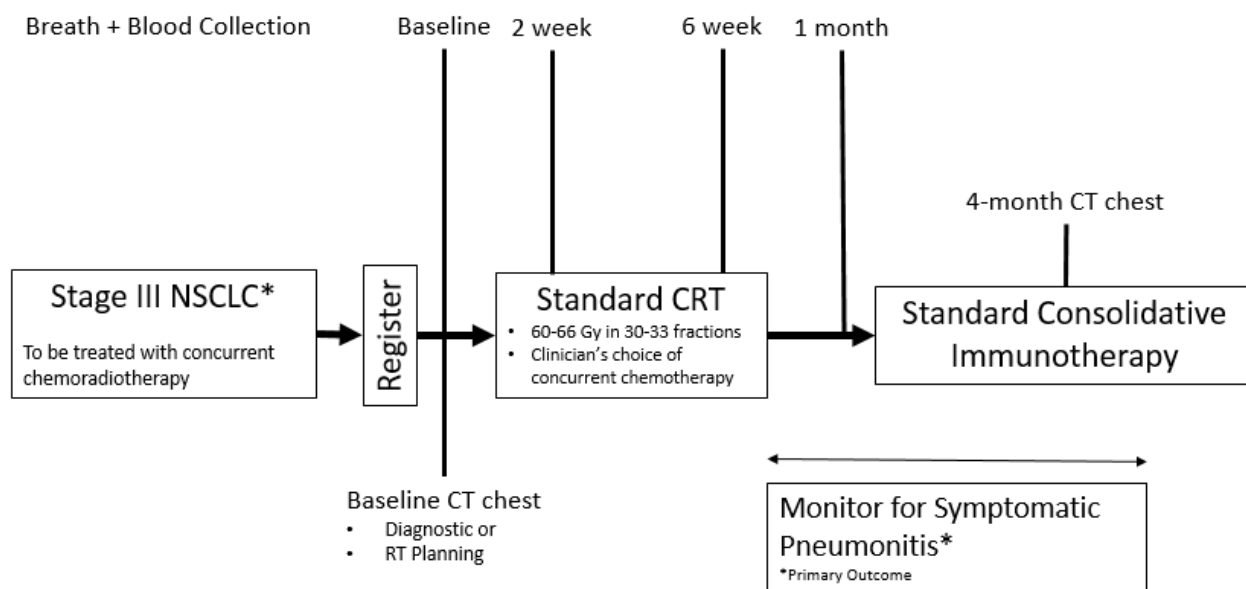 Breath + Blood Collection
Baseline
2 week
6 week
1 month
4-month CT chest
Stage III NSCLC*
To be treated with concurrent
chemoradiotherapy
Register
Standard CRT
• 60-66 Gy in 30-33 fractions
• Clinician's choice of
concurrent chemotherapy
Standard Consolidative
Immunotherapy
Baseline CT chest
• Diagnostic or
• RT Planning
Monitor for Symptomatic
Pneumonitis*
*Primary Outcome